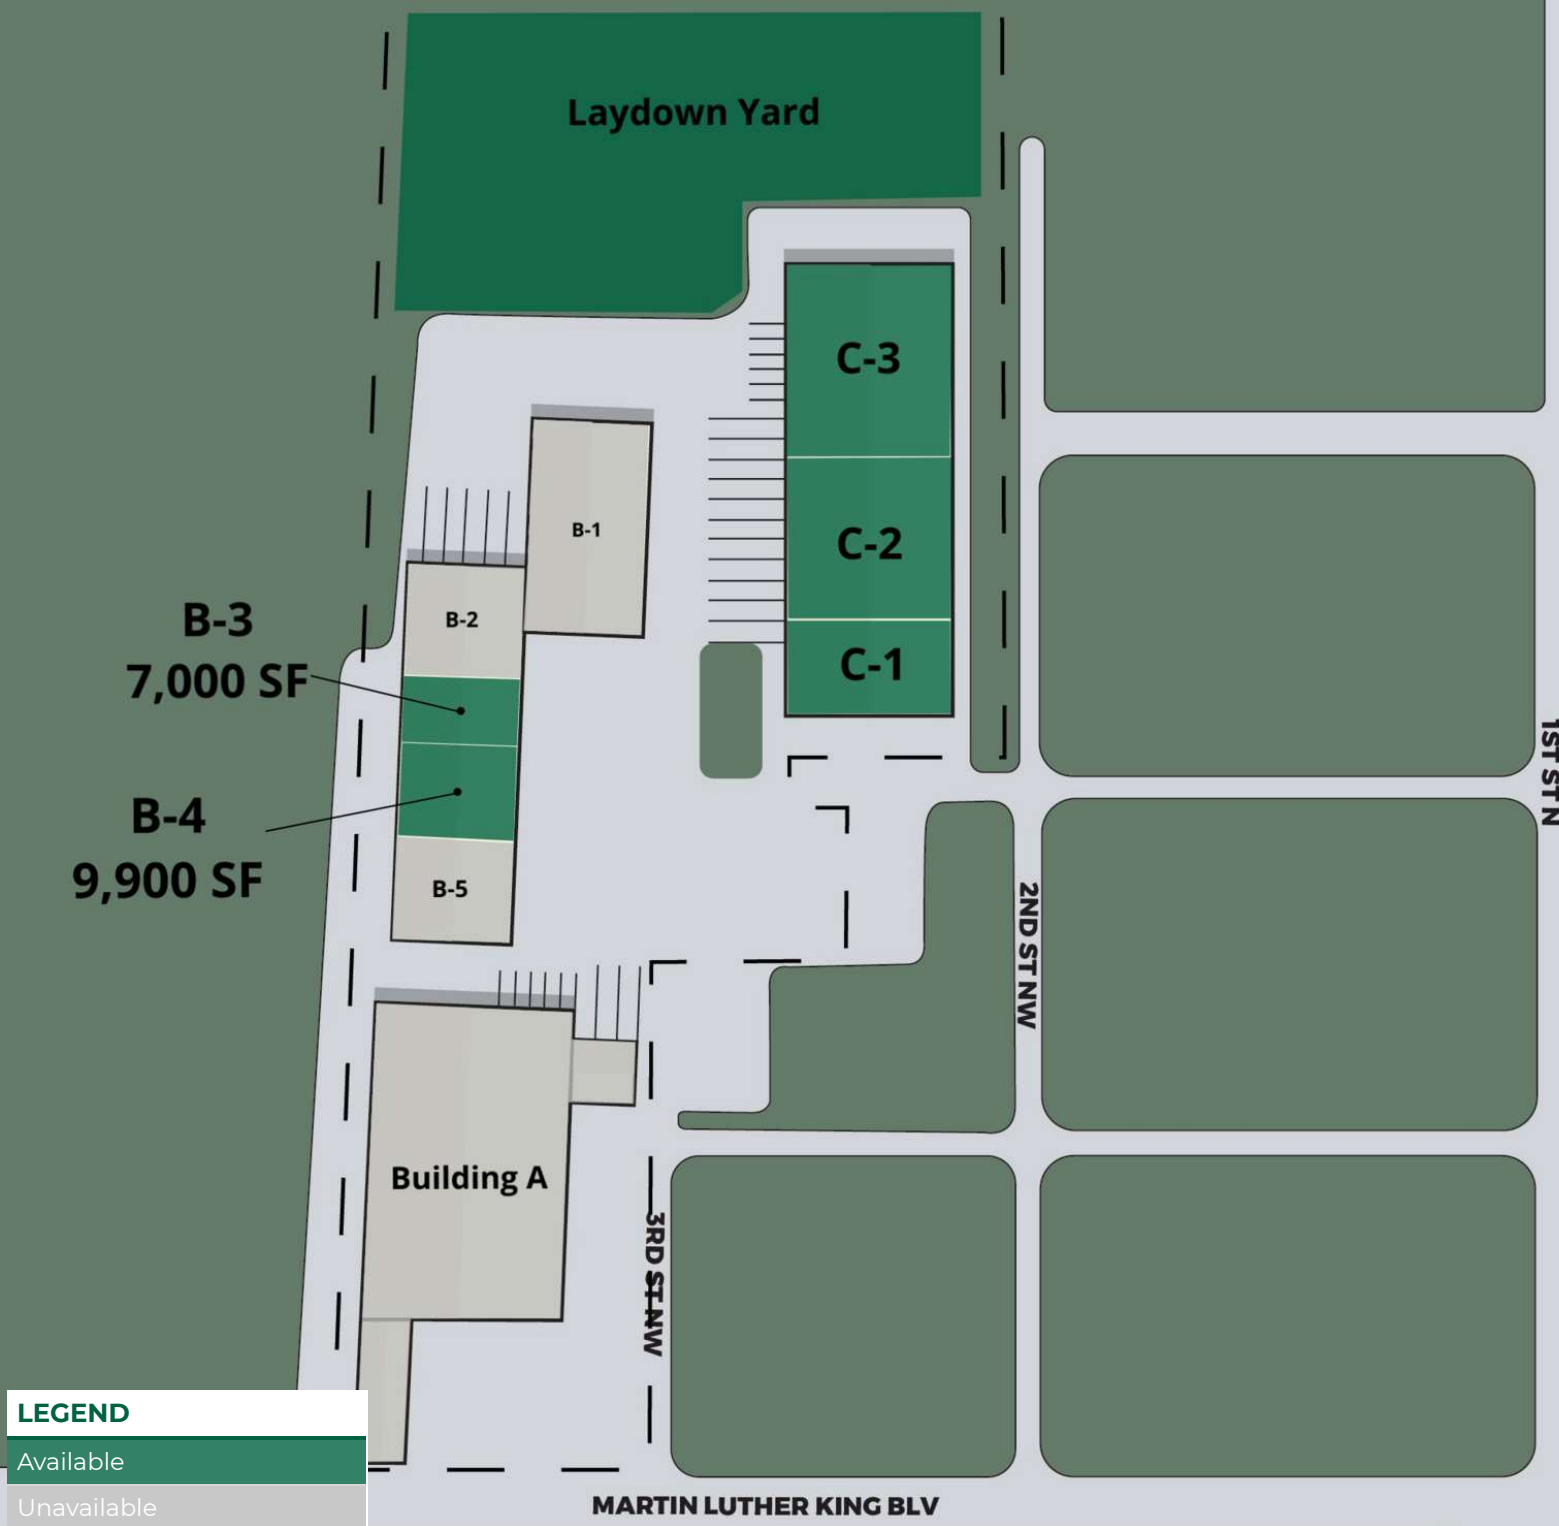 Laydown Yard
C-3
B-1
C-2
B-3
7,000 SF
B-2
C-1
B-4
9,900 SF
B-5
1ST ST N
2ND ST NW
Building A
3RD ST NW
LEGEND
Available
Unavailable
MARTIN LUTHER KING BLV